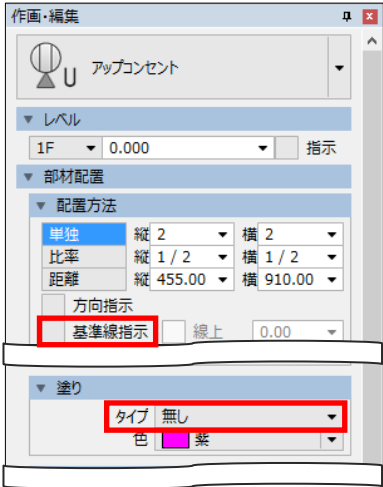 作画・編集
U アップコンセント
レベル
1F 0.000 指示
部材配置
配置方法
単独 縦 2 横 2
比率 縦 1 / 2 横 1 / 2
距離 縦 455.00 横 910.00
方向指示
基準線指示 線上 0.00
塗り
タイプ 無し
色 紫